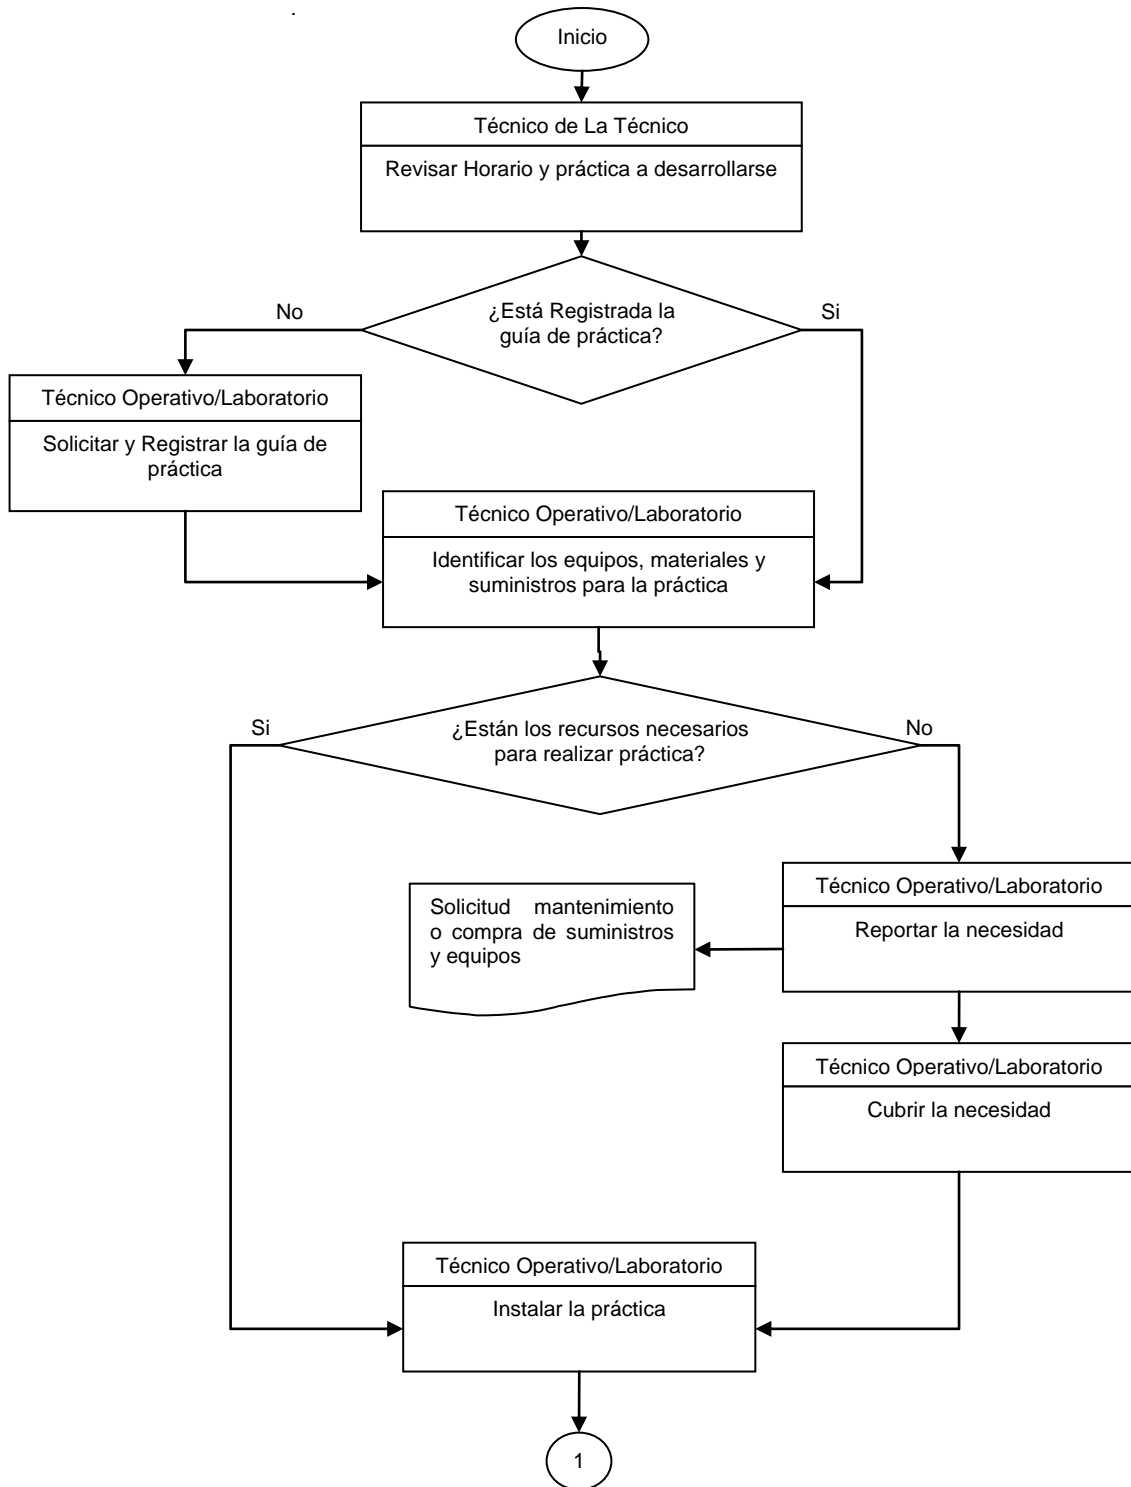 Inicio
Técnico de La Técnico
Revisar Horario y práctica a desarrollarse
¿Está Registrada la
guía de práctica?
No
Si
Técnico Operativo/Laboratorio
Solicitar y Registrar la guía de
práctica
Técnico Operativo/Laboratorio
Identificar los equipos, materiales y
suministros para la práctica
¿Están los recursos necesarios
para realizar práctica?
Si
No
Técnico Operativo/Laboratorio
Reportar la necesidad
Solicitud mantenimiento
o compra de suministros
y equipos
Técnico Operativo/Laboratorio
Cubrir la necesidad
Técnico Operativo/Laboratorio
Instalar la práctica
1